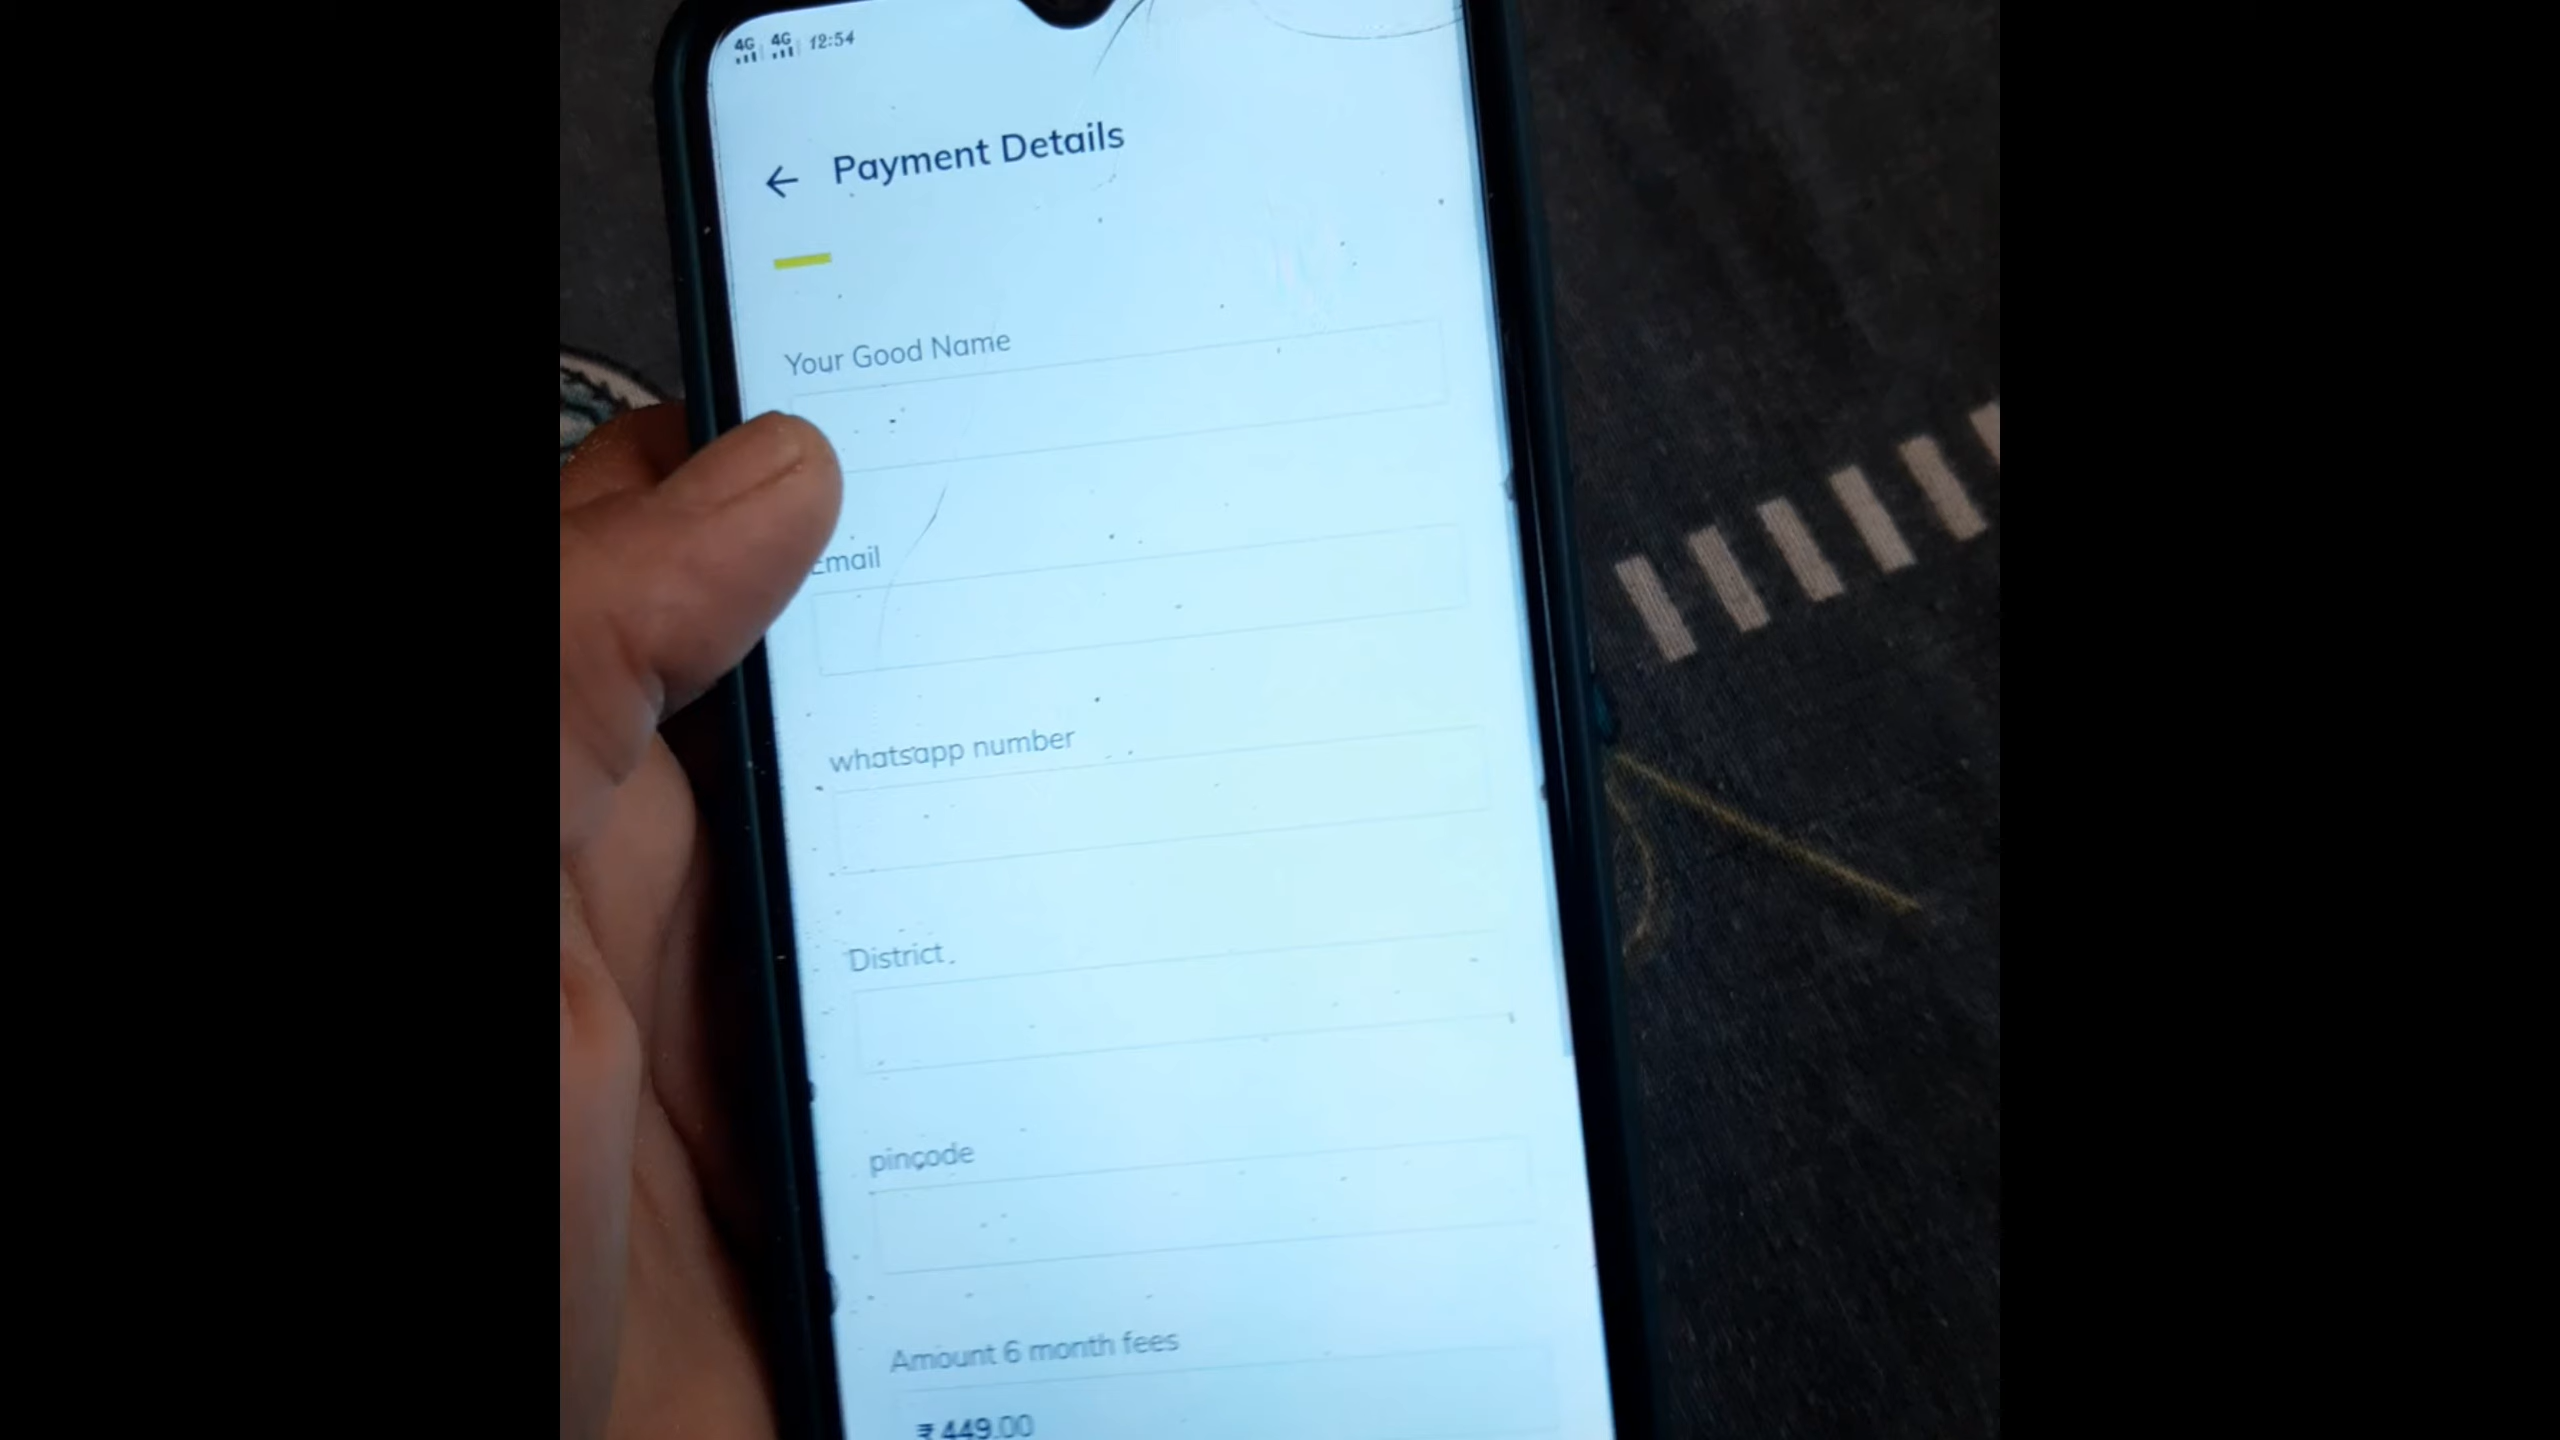 4G 4G 12:54
← Payment Details
Your Good Name
Email
whatsapp number
District
pincode
Amount 6 month fees
₹ 449.00